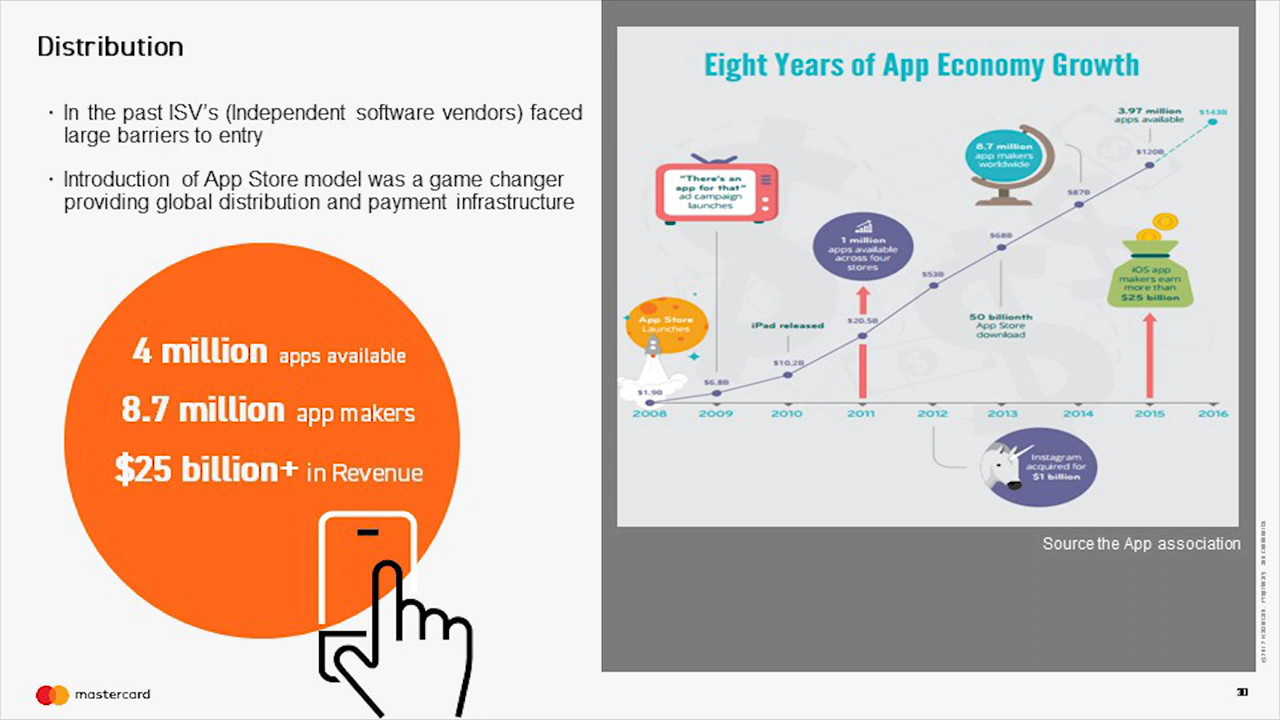 Distribution
· In the past ISV's (Independent software vendors) faced
large barriers to entry
· Introduction of App Store model was a game changer
providing global distribution and payment infrastructure
4 million apps available
8.7 million app makers
$25 billion+ in Revenue
mastercard
Eight Years of App Economy Growth
3.97 million
apps available
$143B
8.7 million
app makers
worldwide
$120B
"There's an
app for that"
ad campaign
launches
$87B
1 million
apps available
across four
stores
$68B
$53B
iOS app
makers earn
more than
$25 billion
App Store
Launches
iPad released
$20.5B
50 billionth
App Store
download
$10.2B
$6.8B
$1.9B
2008 2009 2010 2011 2012 2013 2014 2015 2016
Instagram
acquired for
$1 billion
Source the App association
30